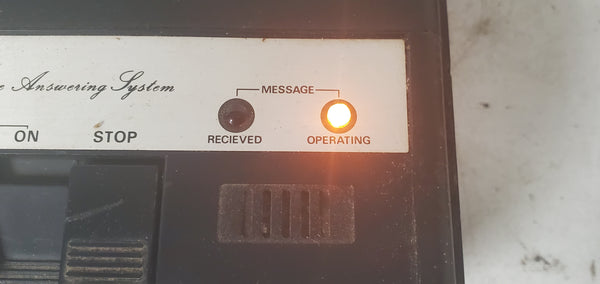 Answering System
MESSAGE
RECIEVED OPERATING
ON STOP